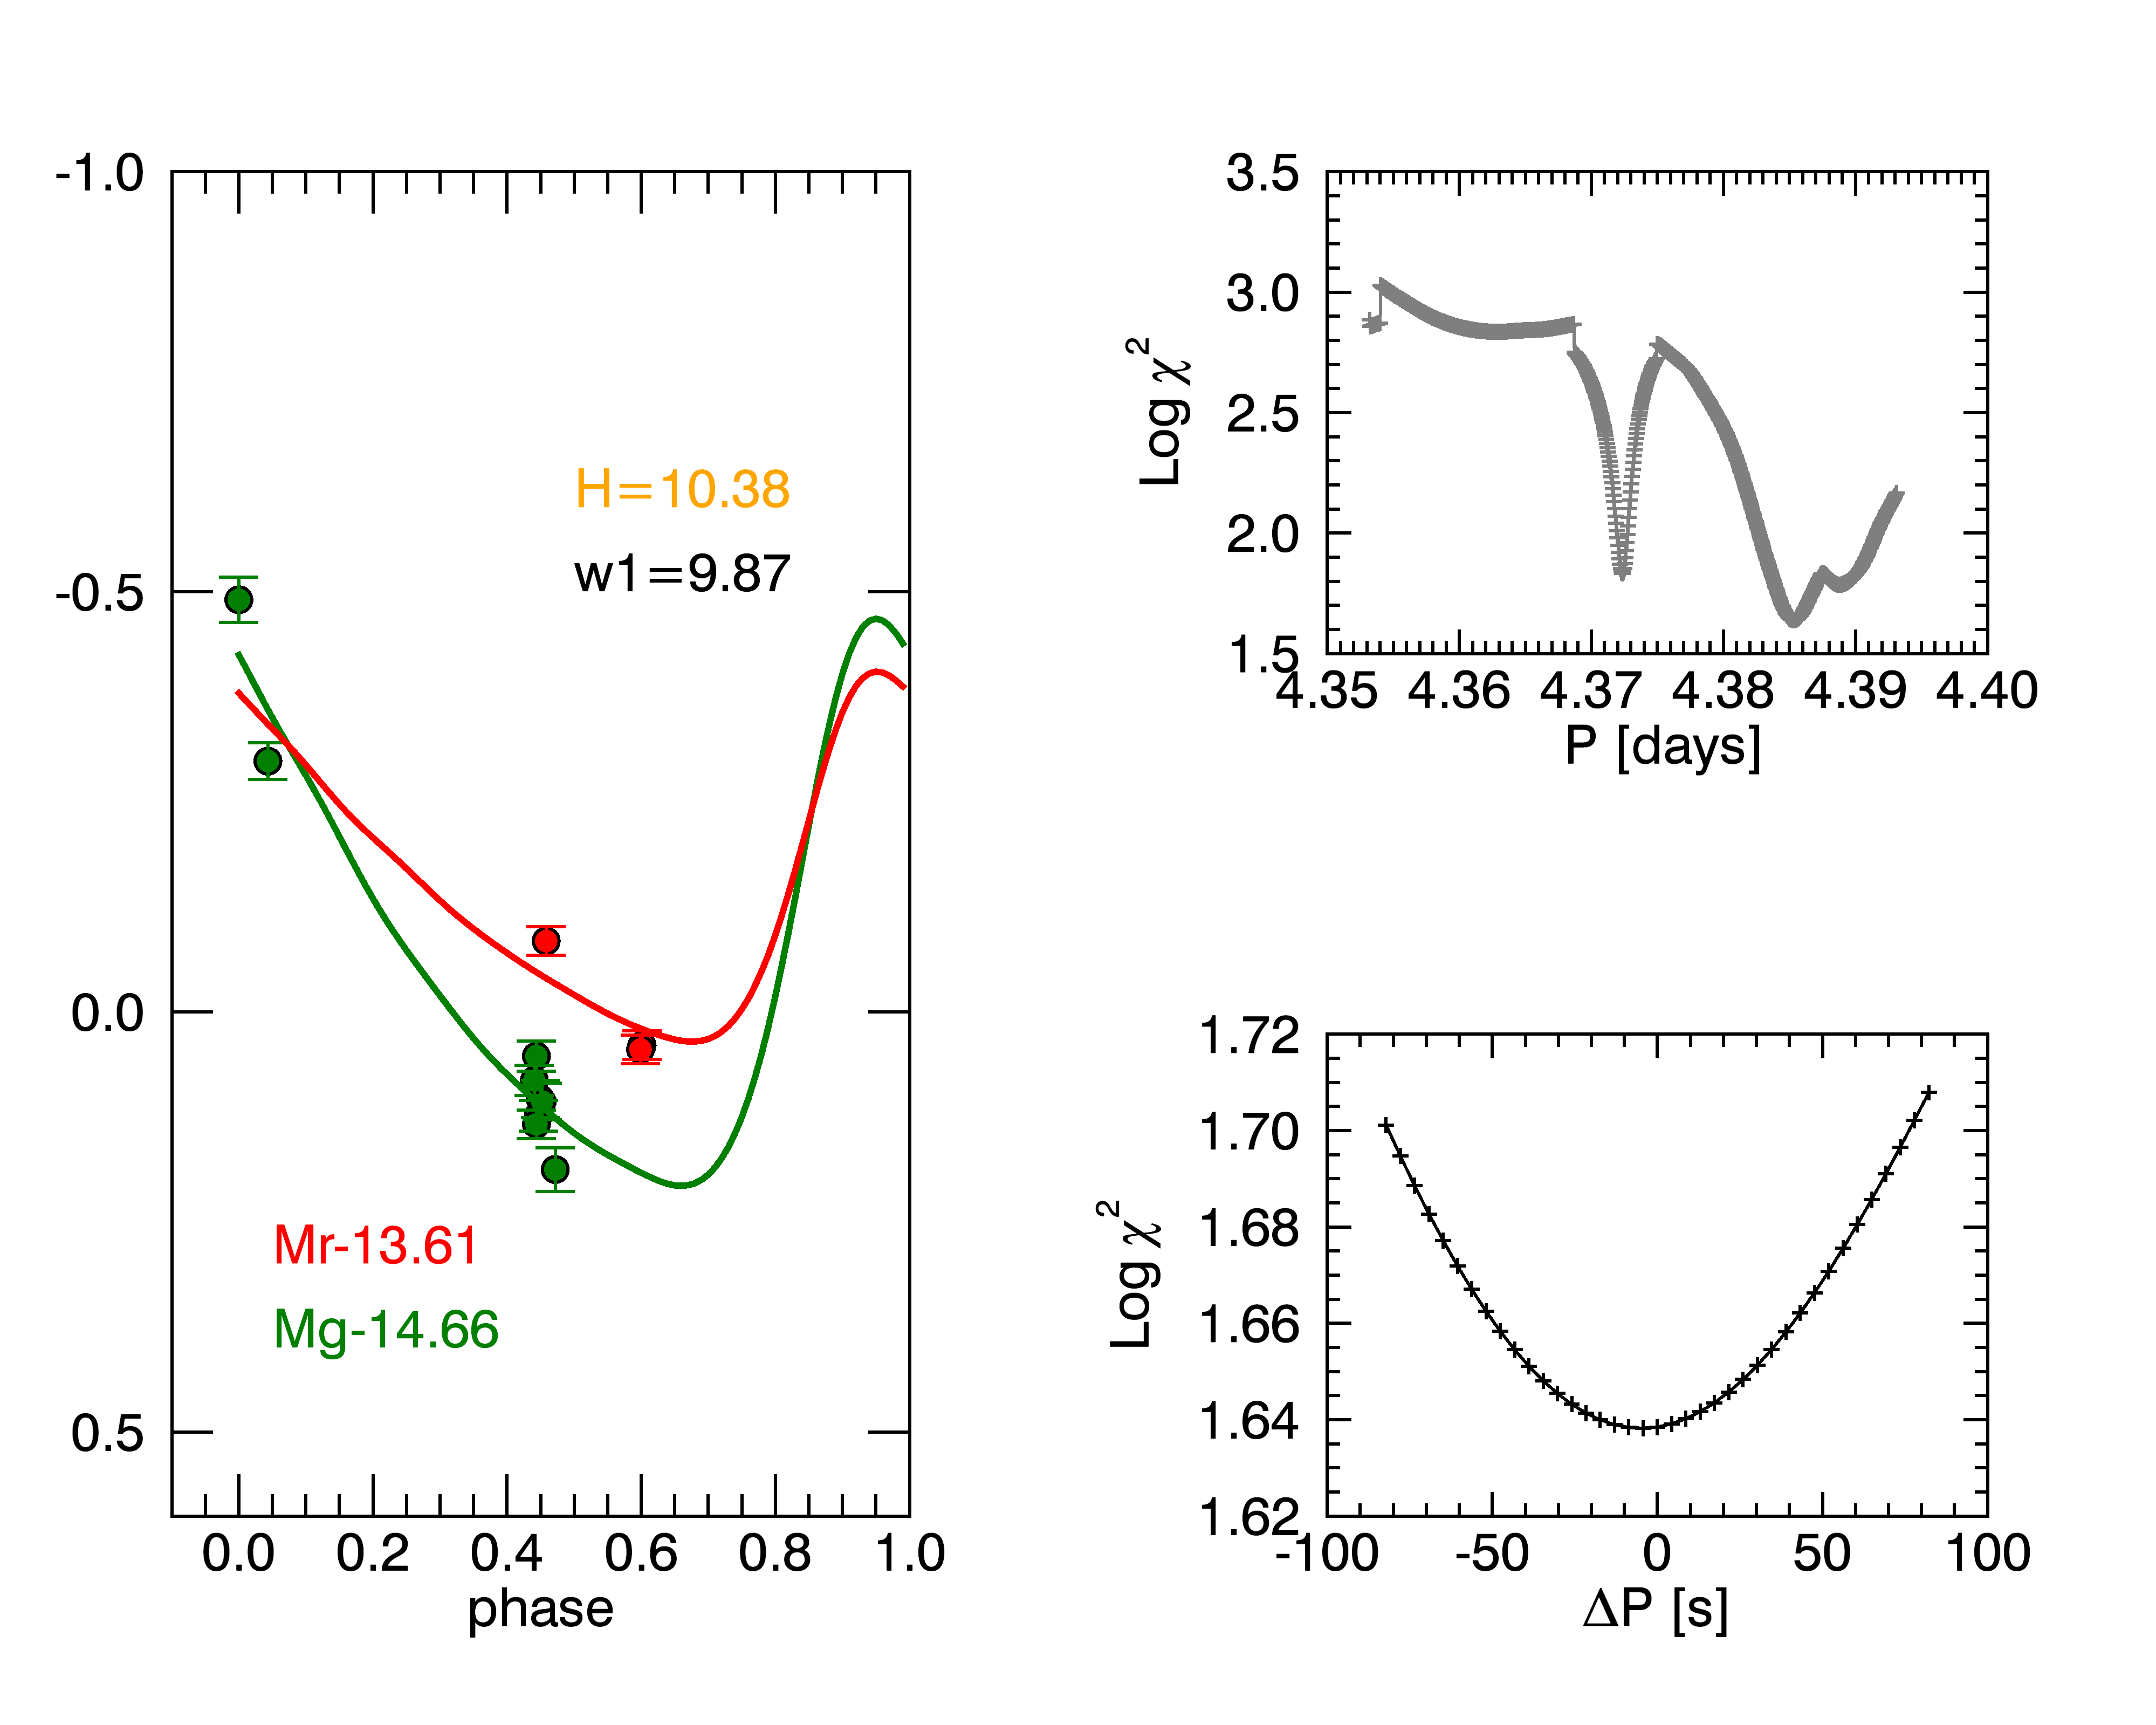 -1.0
-0.5
0.0
0.5
H=10.38
w1=9.87
Mr-13.61
Mg-14.66
0.0 0.2 0.4 0.6 0.8 1.0
phase
3.5
3.0
2.5
2.0
1.5
Log χ²
4.35 4.36 4.37 4.38 4.39 4.40
P [days]
1.72
1.70
1.68
1.66
1.64
1.62
Log χ²
-100 -50 0 50 100
ΔP [s]